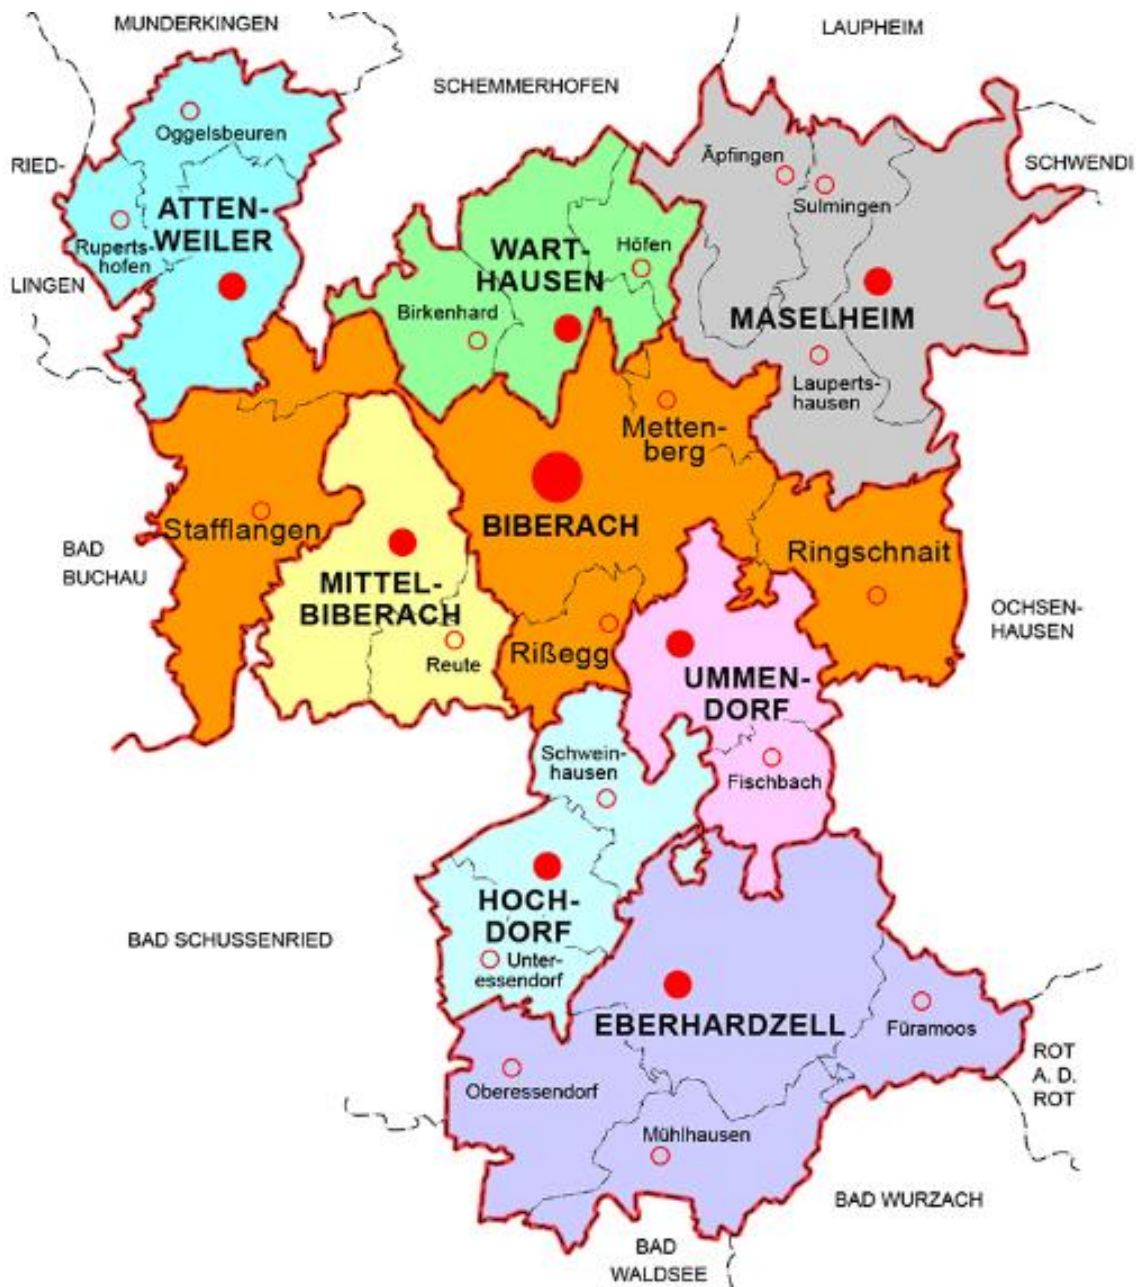 MUNDERKINGEN
LAUPHEIM
SCHEMMERHOFEN
Oggelsbeuren
Äpfingen
RIED-
LINGEN
SCHWENDI
Sulmingen
ATTEN-
WEILER
Ruperts-
hofen
WART-
HAUSEN
Höfen
Birkenhard
MASELHEIM
Lauperts-
hausen
Metten-
berg
Stafflangen
BIBERACH
BAD
BUCHAU
Ringschnait
MITTEL-
BIBERACH
OCHSEN-
HAUSEN
Reute
Rißegg
UMMEN-
DORF
Schwein-
hausen
Fischbach
HOCH-
DORF
BAD SCHUSSENRIED
Unter-
essendorf
EBERHARDZELL
Füramoos
ROT
A. D.
ROT
Oberessendorf
Mühlhausen
BAD WURZACH
BAD
WALDSEE